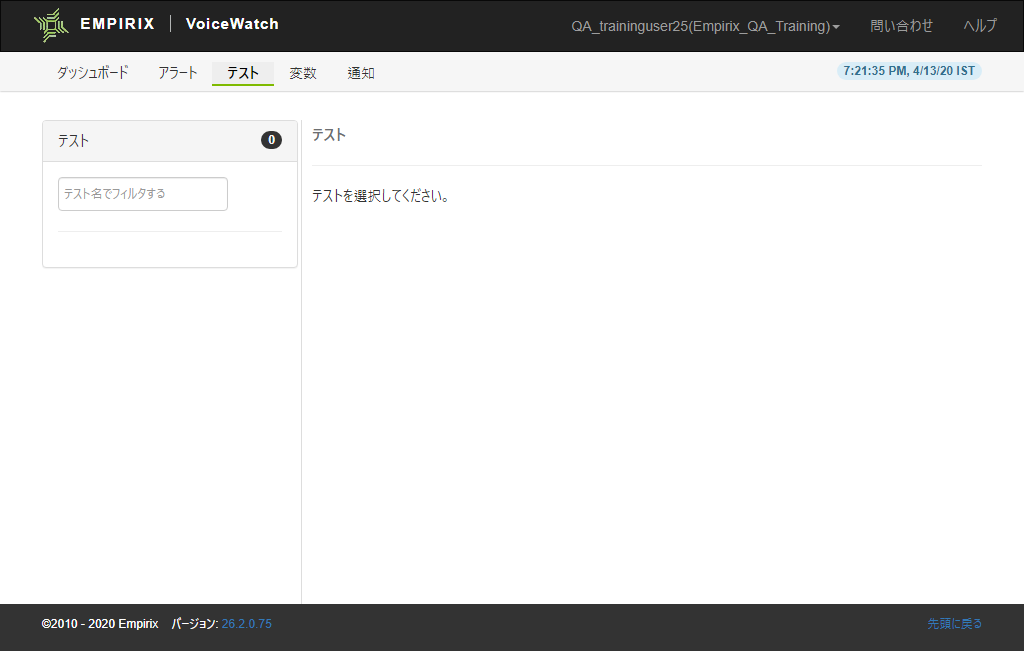 EMPIRIX | VoiceWatch
QA_traininguser25(Empirix_QA_Training)
問い合わせ
ヘルプ
ダッシュボード
アラート
テスト
変数
通知
7:21:35 PM, 4/13/20 IST
テスト
0
テスト名でフィルタする
テスト
テストを選択してください。
©2010 - 2020 Empirix バージョン: 26.2.0.75
先頭に戻る